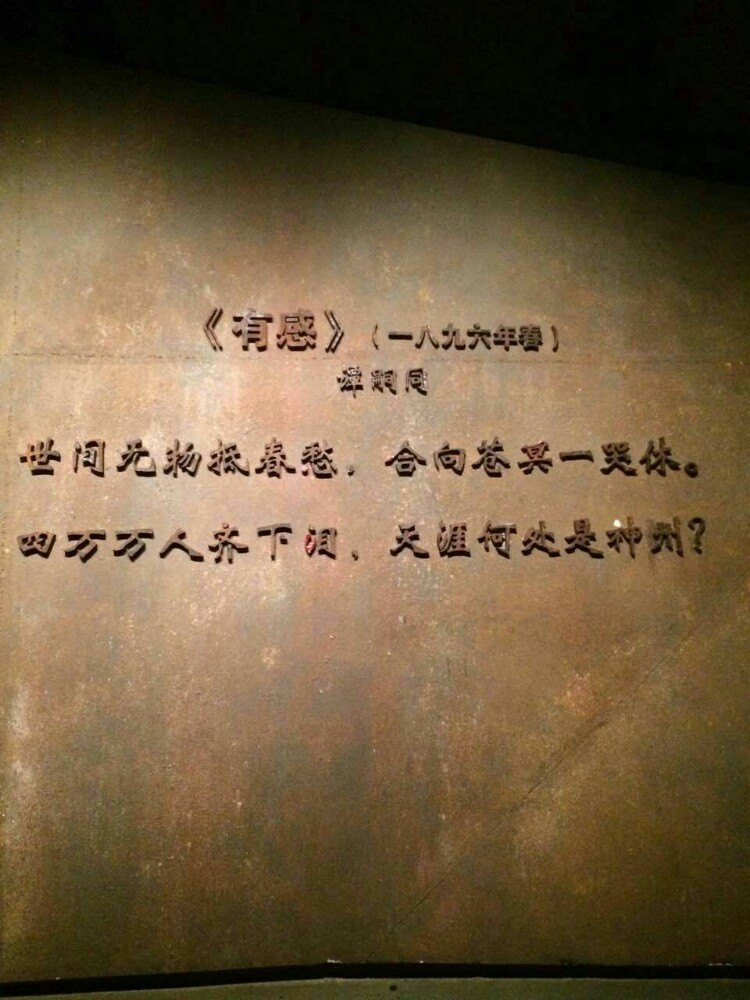 《有感》（一八九六年春）
谭嗣同
世间无物抵春愁，合向苍冥一哭休。
四万万人齐下泪，天涯何处是神州？